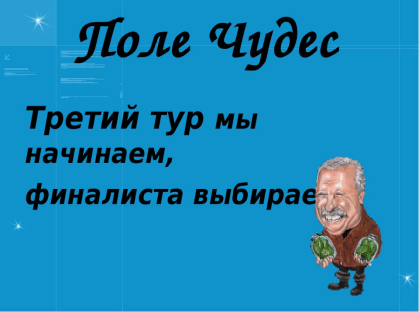 Поле Чудес
Третий тур мы
начинаем,
финалиста выбирае